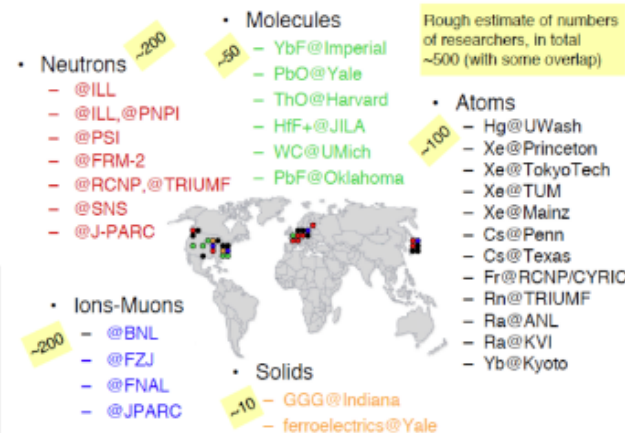 • Neutrons
~200
– @ILL
– @ILL,@PNPI
– @PSI
– @FRM-2
– @RCNP,@TRIUMF
– @SNS
– @J-PARC
• Molecules
~50
– YbF@Imperial
– PbO@Yale
– ThO@Harvard
– HfF+@JILA
– WC@UMich
– PbF@Oklahoma
Rough estimate of numbers
of researchers, in total
~500 (with some overlap)
• Atoms
~100
– Hg@UWash
– Xe@Princeton
– Xe@TokyoTech
– Xe@TUM
– Xe@Mainz
– Cs@Penn
– Cs@Texas
– Fr@RCNP/CYRIC
– Rn@TRIUMF
– Ra@ANL
– Ra@KVI
– Yb@Kyoto
• Ions-Muons
~200
– @BNL
– @FZJ
– @FNAL
– @JPARC
• Solids
~10
– GGG@Indiana
– ferroelectrics@Yale